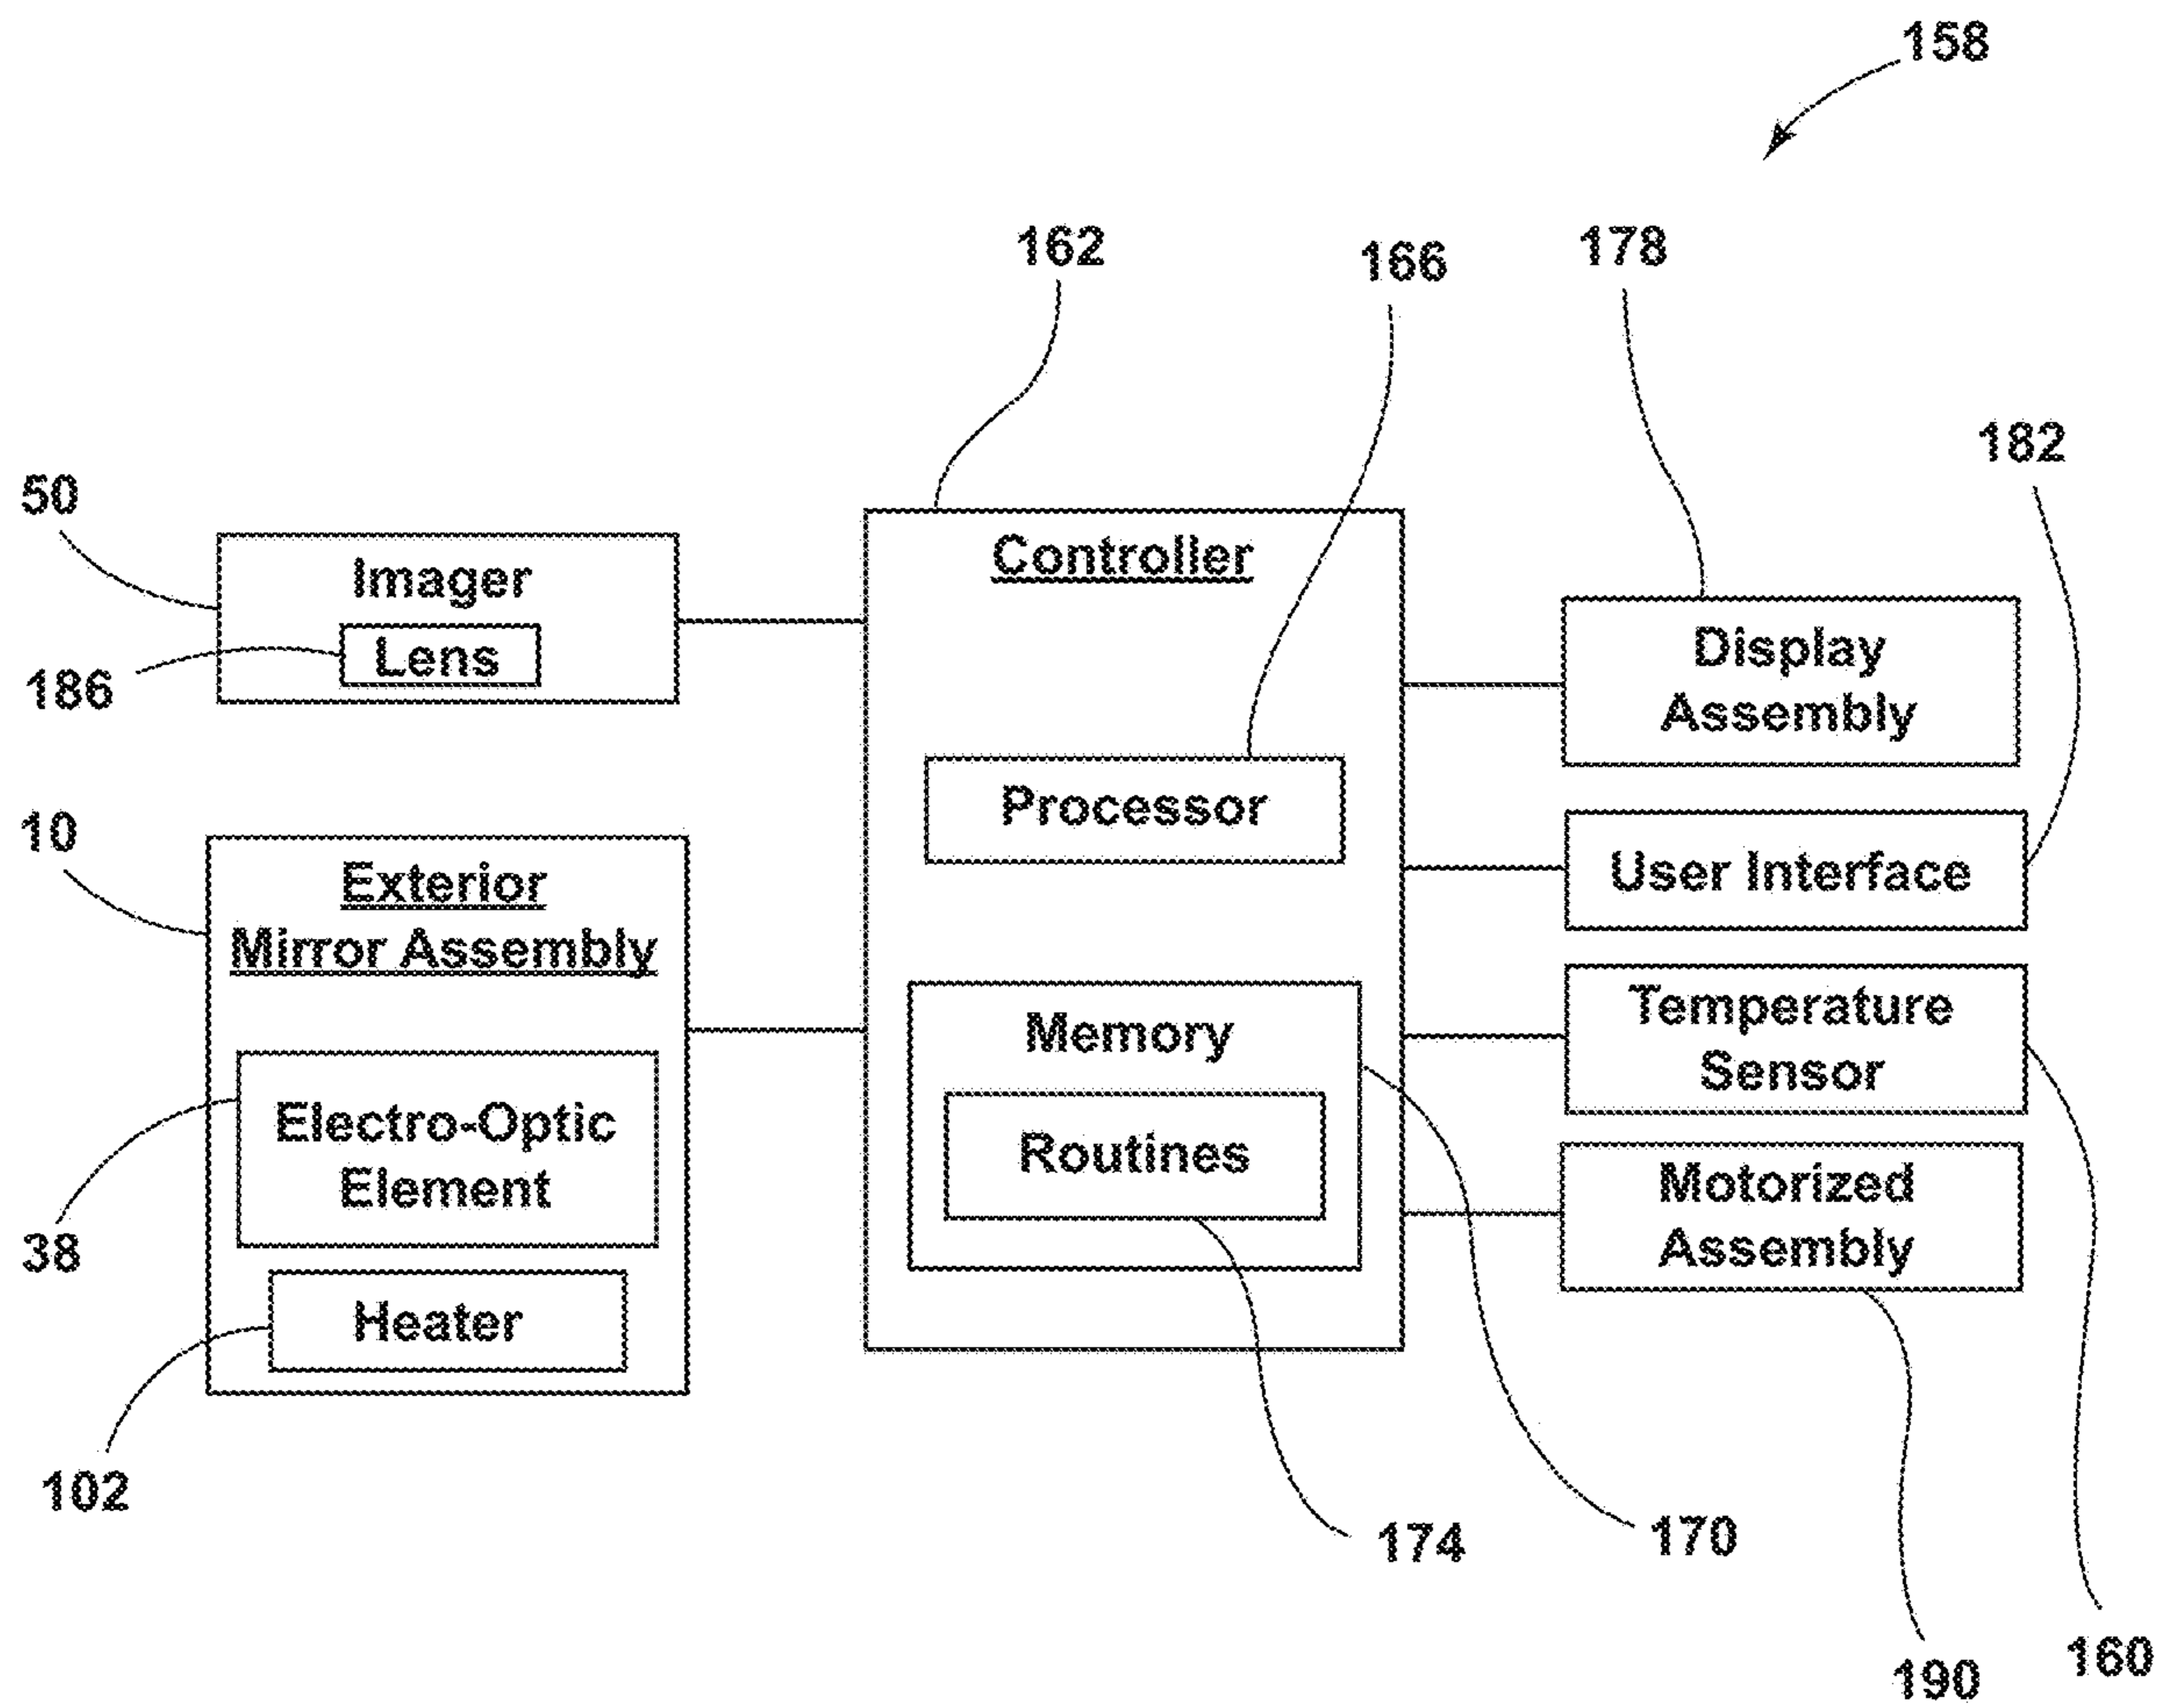 158
162
166
178
182
50
Imager
Lens
186
10
Exterior
Mirror Assembly
Electro-Optic
Element
38
Heater
102
Controller
Processor
Memory
Routines
Display
Assembly
User Interface
Temperature
Sensor
Motorized
Assembly
174
170
190
160